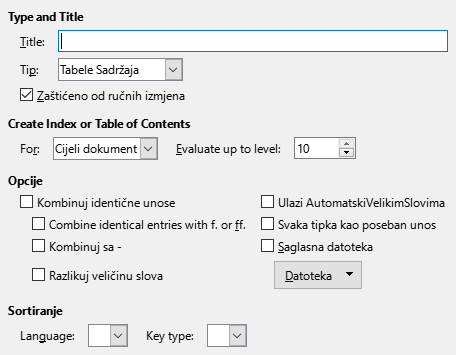 Type and Title
Title:
Tip: Tabele Sadržaja
Zaštićeno od ručnih izmjena
Create Index or Table of Contents
For: Cijeli dokument Evaluate up to level: 10
Opcije
Kombinuj identične unose Ulazi AutomatskiVelikimSlovima
Combine identical entries with f. or ff. Svaka tipka kao poseban unos
Kombinuj sa - Saglasna datoteka
Razlikuj veličinu slova Datoteka
Sortiranje
Language: Key type: